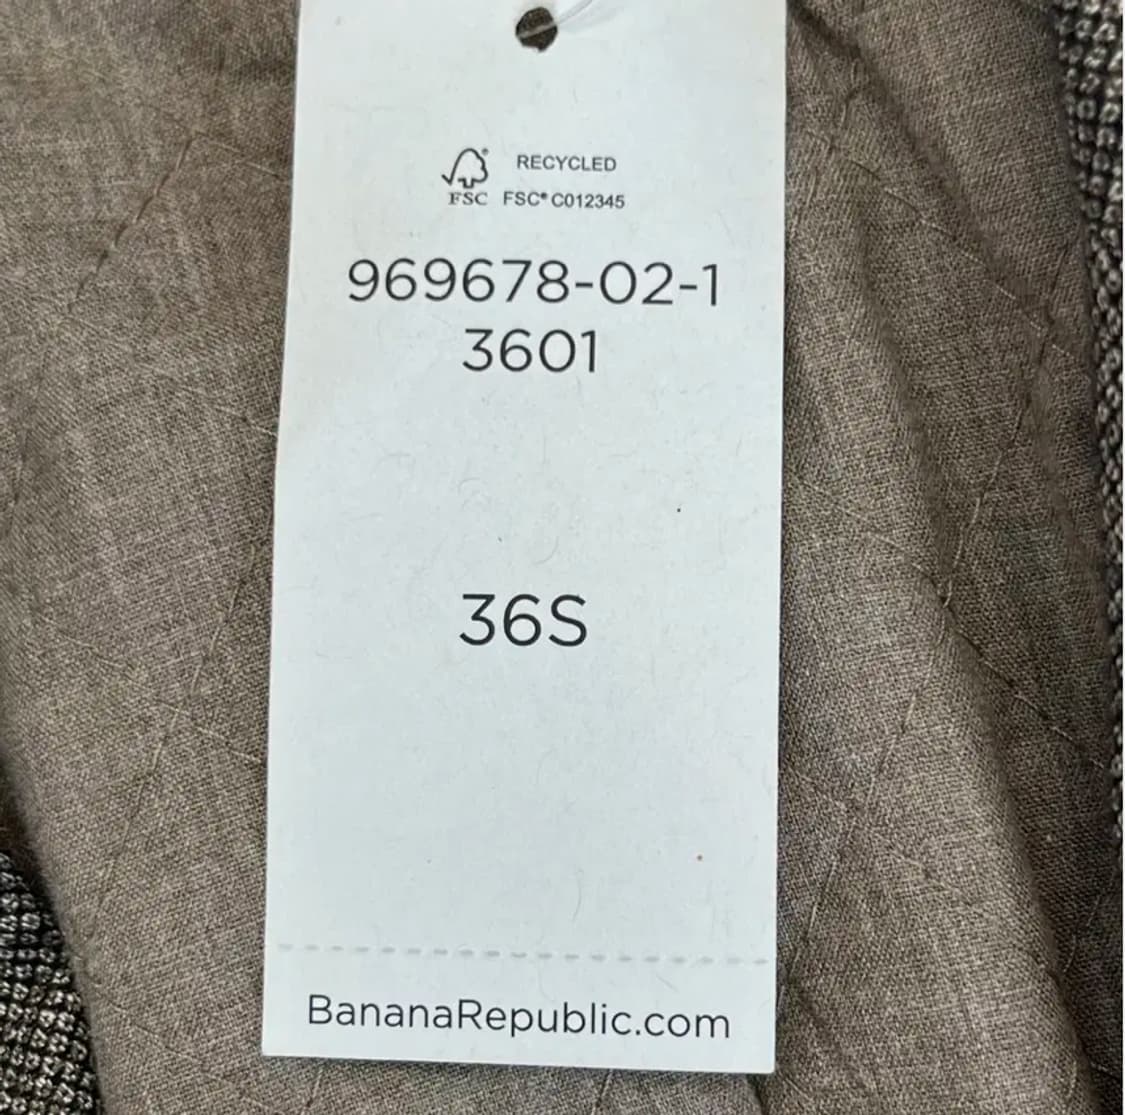 RECYCLED
FSC FSC® C012345
969678-02-1
3601
36S
BananaRepublic.com